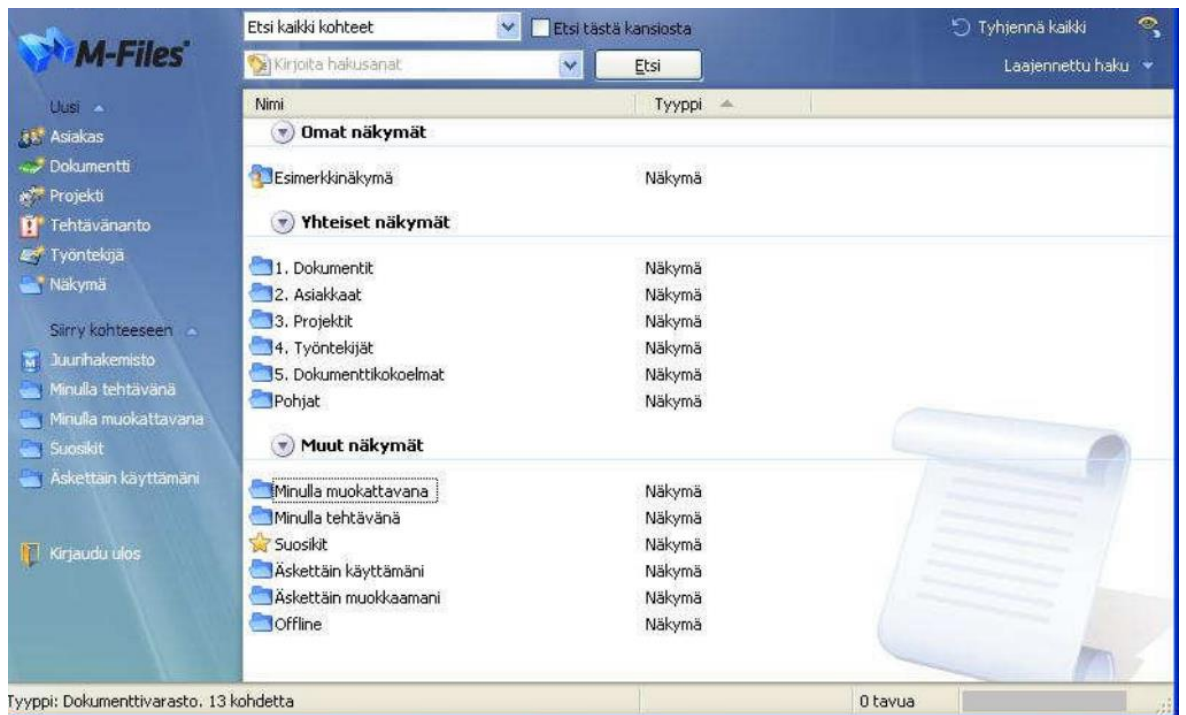 M-Files
Etsi kaikki kohteet
Etsi tästä kansiosta
Tyhjennä kaikki
Kirjoita hakusanat
Etsi
Laajennettu haku
Uusi
Asiakas
Dokumentti
Projekti
Tehtävänanto
Työntekijä
Näkymä
Siirry kohteeseen
Juurihakemisto
Minulla tehtävänä
Minulla muokattavana
Suosikit
Äskettäin käyttämäni
Kirjaudu ulos
Nimi Tyyppi
Omat näkymät
Esimerkkinäkymä Näkymä
Yhteiset näkymät
1. Dokumentit Näkymä
2. Asiakkaat Näkymä
3. Projektit Näkymä
4. Työntekijät Näkymä
5. Dokumenttikokoelmat Näkymä
Pohjat Näkymä
Muut näkymät
Minulla muokattavana Näkymä
Minulla tehtävänä Näkymä
Suosikit Näkymä
Äskettäin käyttämäni Näkymä
Äskettäin muokkaamani Näkymä
Offline Näkymä
Tyyppi: Dokumenttivarasto. 13 kohdetta 0 tavua